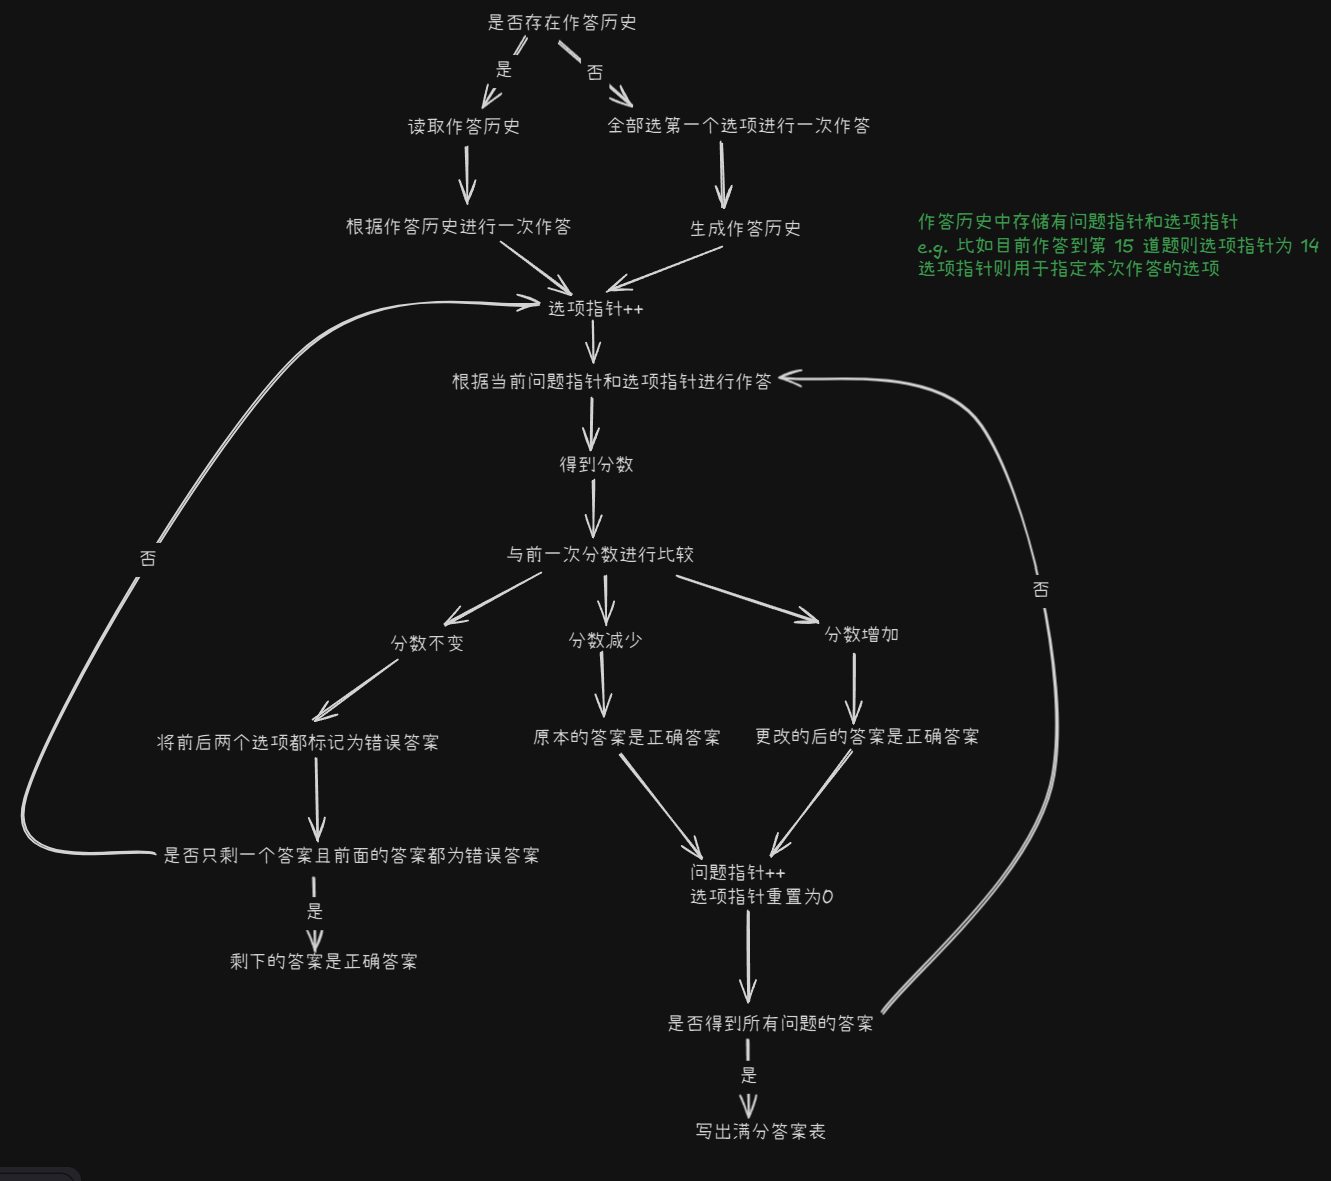 是否存在作答历史
是
否
读取作答历史
全部选第一个选项进行一次作答
根据作答历史进行一次作答
生成作答历史
作答历史中存储有问题指针和选项指针
e.g. 比如目前作答到第 15 道题则选项指针为 14
选项指针则用于指定本次作答的选项
选项指针++
根据当前问题指针和选项指针进行作答
得到分数
与前一次分数进行比较
否
否
分数不变
分数减少
分数增加
将前后两个选项都标记为错误答案
原本的答案是正确答案
更改的后的答案是正确答案
是否只剩一个答案且前面的答案都为错误答案
问题指针++
选项指针重置为0
是
剩下的答案是正确答案
是否得到所有问题的答案
是
写出满分答案表